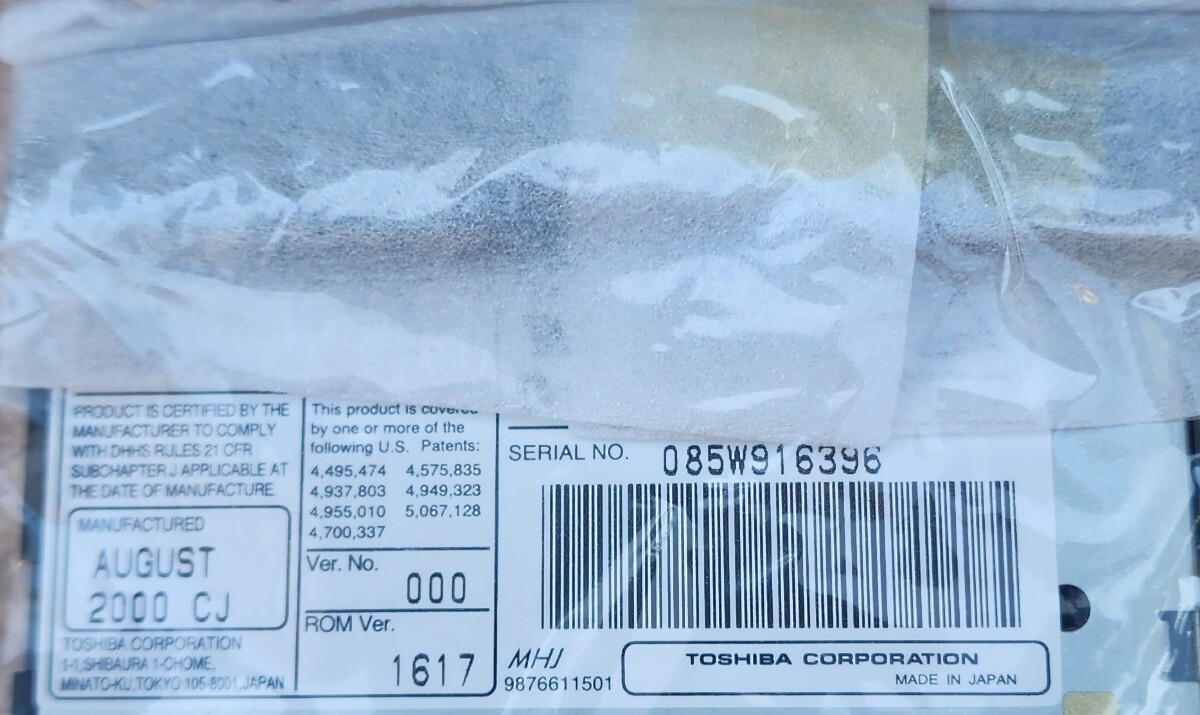 PRODUCT IS CERTIFIED BY THE
MANUFACTURER TO COMPLY
WITH DHHS RULES 21 CFR
SUBCHAPTER J APPLICABLE AT
THE DATE OF MANUFACTURE.
MANUFACTURED
AUGUST
2000 CJ
TOSHIBA CORPORATION
1-1,SHIBAURA 1-CHOME,
MINATO-KU,TOKYO 105-8001,JAPAN
This product is covered
by one or more of the
following U.S. Patents:
4,495,474 4,575,835
4,937,803 4,949,323
4,955,010 5,067,128
4,700,337
Ver. No.
000
ROM Ver.
1617
SERIAL NO. 085W916396
MHJ
9876611501
TOSHIBA CORPORATION
MADE IN JAPAN